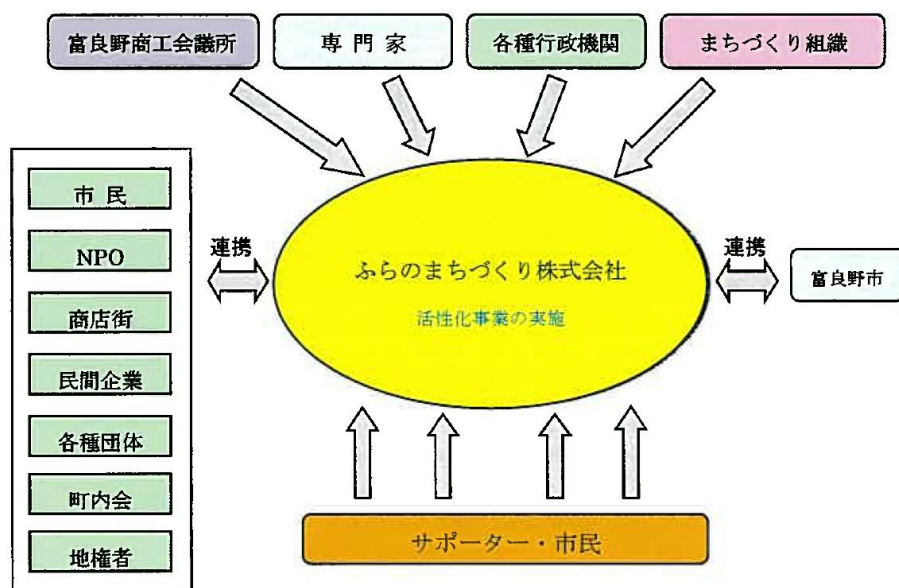 富良野商工会議所
専 門 家
各種行政機関
まちづくり組織
市 民
NPO
商店街
民間企業
各種団体
町内会
地権者
連携
ふらのまちづくり株式会社
活性化事業の実施
連携
富良野市
サポーター・市民